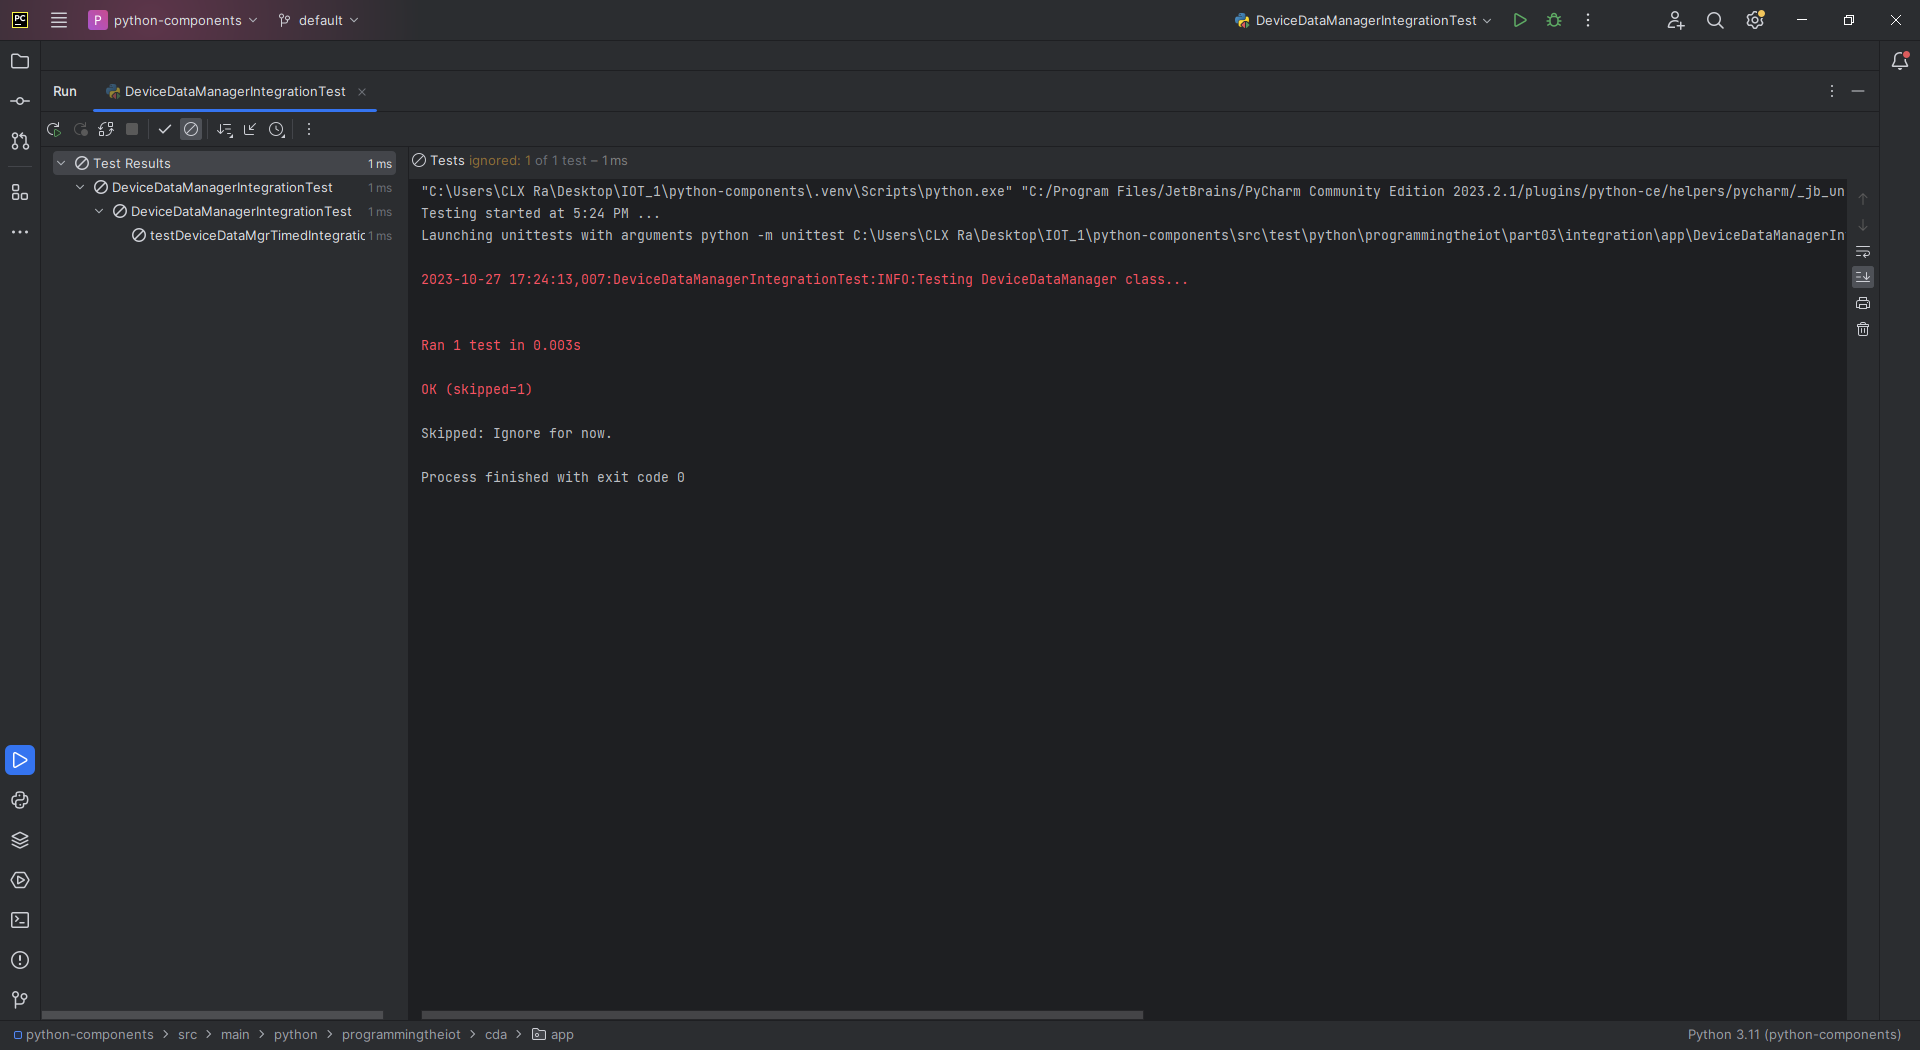 PC
P python-components
default
DeviceDataManagerIntegrationTest
Run
DeviceDataManagerIntegrationTest
Test Results 1 ms
DeviceDataManagerIntegrationTest 1 ms
DeviceDataManagerIntegrationTest 1 ms
testDeviceDataMgrTimedIntegratic 1 ms
Tests ignored: 1 of 1 test – 1 ms
"C:\Users\CLX Ra\Desktop\IOT_1\python-components\.venv\Scripts\python.exe" "C:/Program Files/JetBrains/PyCharm Community Edition 2023.2.1/plugins/python-ce/helpers/pycharm/_jb_un
Testing started at 5:24 PM ...
Launching unittests with arguments python -m unittest C:\Users\CLX Ra\Desktop\IOT_1\python-components\src\test\python\programmingtheiot\part03\integration\app\DeviceDataManagerIn
2023-10-27 17:24:13,007:DeviceDataManagerIntegrationTest:INFO:Testing DeviceDataManager class...
Ran 1 test in 0.003s
OK (skipped=1)
Skipped: Ignore for now.
Process finished with exit code 0
python-components > src > main > python > programmingtheiot > cda > app
Python 3.11 (python-components)